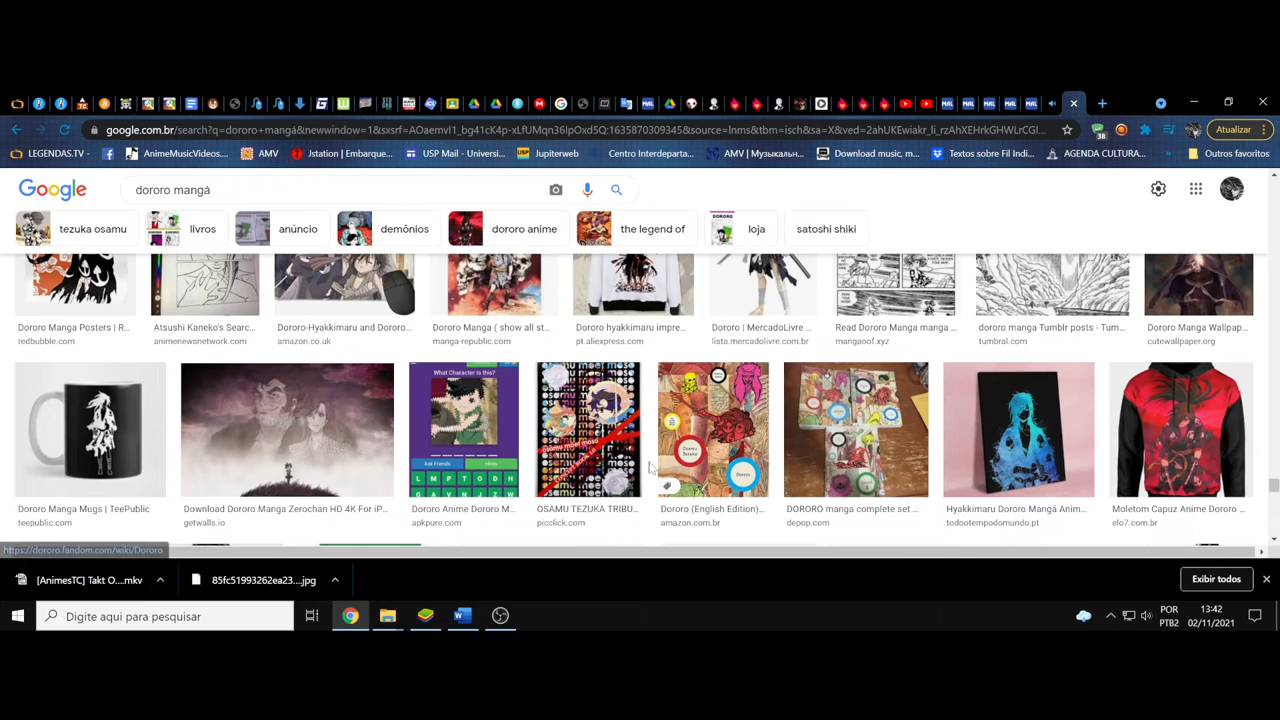 google.com.br/search?q=dororo+mangá&newwindow=1&sxsrf=AOaemvI1_bg41cK4p-xLfUMqn36IpOxd5Q:1635870309345&source=lnms&tbm=isch&sa=X&ved=2ahUKEwiakr_li_rzAhXEHrkGHWLrCGI...
Atualizar
LEGENDAS.TV -
AnimeMusicVideos....
AMV
Jstation | Embarque...
USP Mail - Universi...
Jupiterweb
Centro Interdeparta...
AMV | Музыкальн...
Download music, m...
Textos sobre Fil Indi...
AGENDA CULTURA...
Outros favoritos
Google
dororo mangá
tezuka osamu
livros
anúncio
demônios
dororo anime
the legend of
loja
satoshi shiki
Dororo Manga Posters | R...
Atsushi Kaneko's Searc...
Dororo-Hyakkimaru and Dororo...
Dororo Manga ( show all st...
Dororo hyakkimaru impre...
Dororo | MercadoLivre ...
Read Dororo Manga manga ...
dororo manga Tumblr posts - Tum...
Dororo Manga Wallpap...
redbubble.com
animenewsnetwork.com
amazon.co.uk
manga-republic.com
pt.aliexpress.com
lista.mercadolivre.com.br
mangaoof.xyz
tumbral.com
cutewallpaper.org
What Character Is this?
Ask Friends
Hints
L M P T O H
Osamu Tezuka
Dororo
Dororo Manga Mugs | TeePublic
Download Dororo Manga Zerochan HD 4K For iP...
Dororo Anime Dororo M...
OSAMU TEZUKA TRIBU...
Dororo (English Edition)...
DORORO manga complete set ...
Hyakkimaru Dororo Mangá Anim...
Moletom Capuz Anime Dororo ...
teepublic.com
getwalls.io
apkpure.com
picclick.com
amazon.com.br
depop.com
todootempodomundo.pt
elo7.com.br
https://dororo.fandom.com/wiki/Dororo
[AnimesTC] Takt O....mkv
85fc51993262ea23....jpg
Exibir todos
Digite aqui para pesquisar
POR
PTB2
13:42
02/11/2021